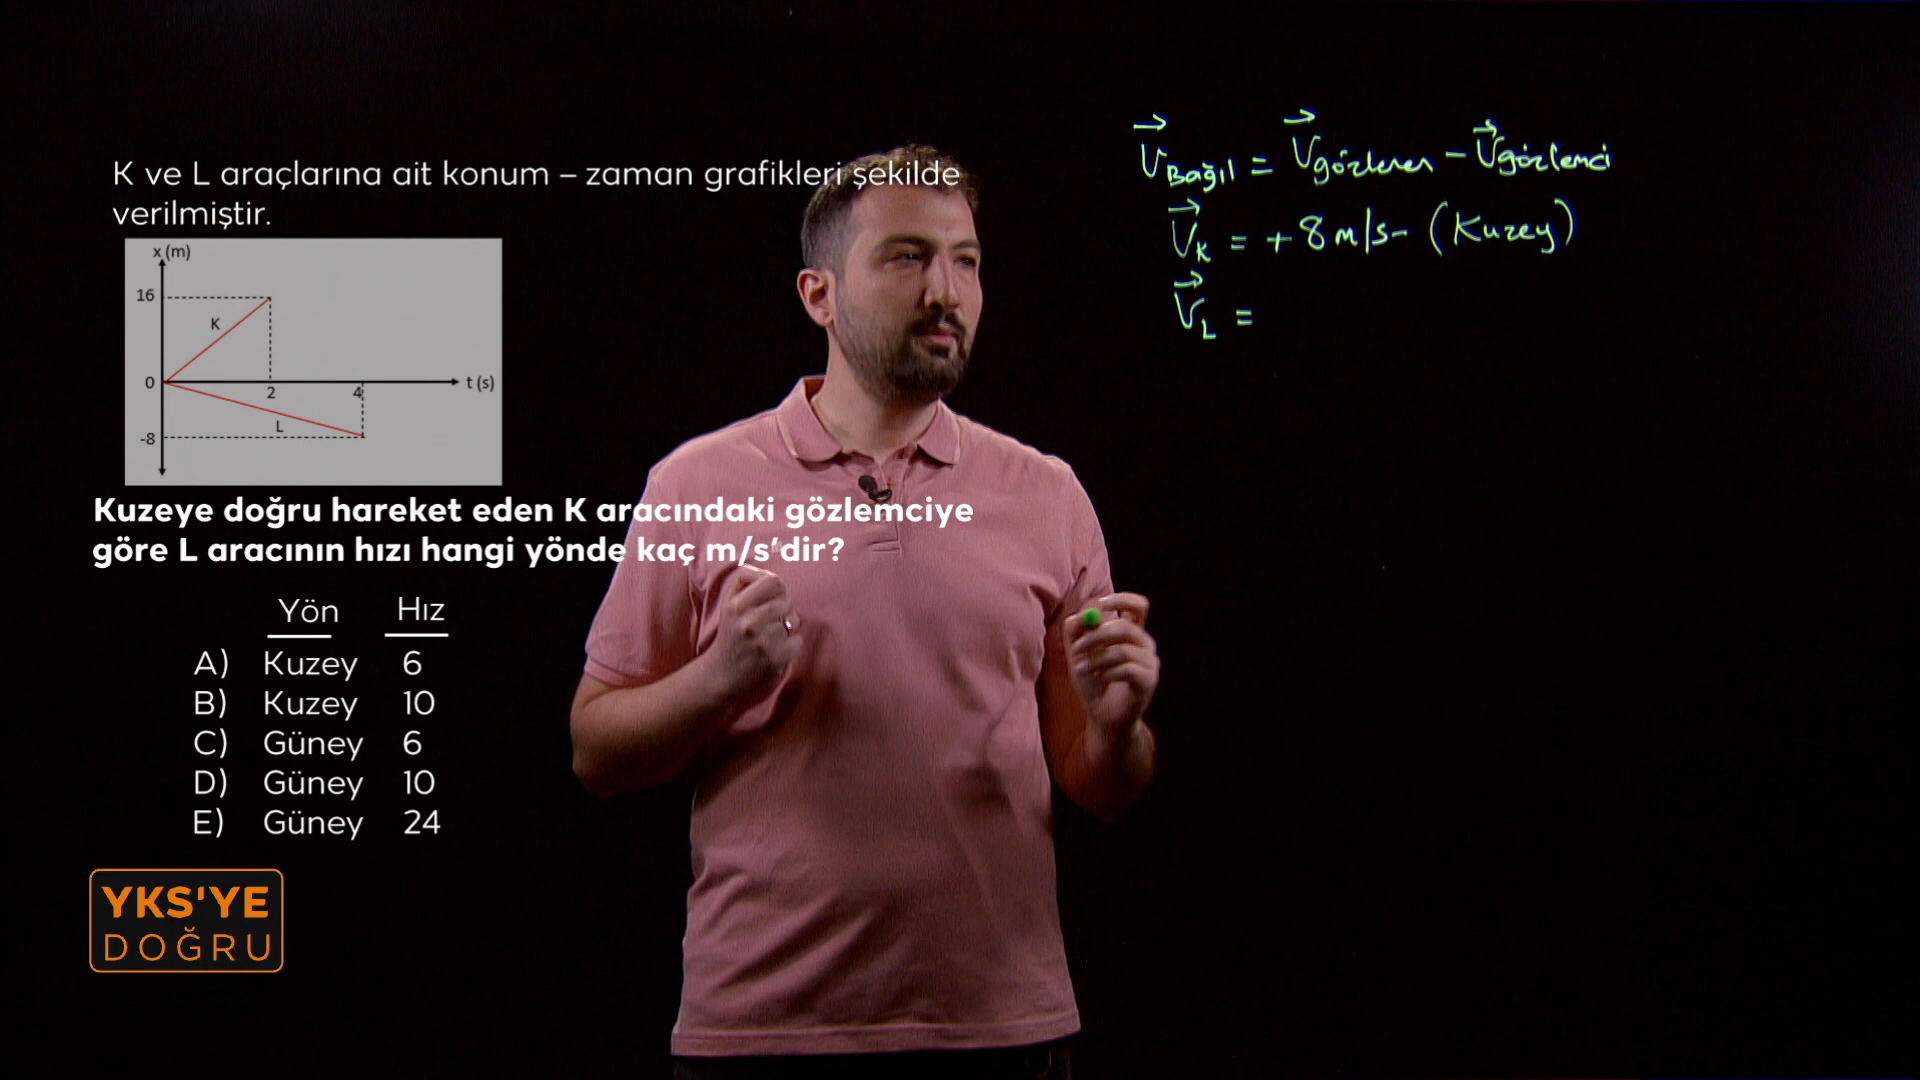 K ve L araçlarına ait konum – zaman grafikleri şekilde
verilmiştir.
x (m)
16
K
0
2
4
t (s)
L
-8
Kuzeye doğru hareket eden K aracındaki gözlemciye
göre L aracının hızı hangi yönde kaç m/s'dir?
Yön Hız
A) Kuzey 6
B) Kuzey 10
C) Güney 6
D) Güney 10
E) Güney 24
YKS'YE
DOĞRU
V Bağıl = V gözlenen - V gözlemci
V K = + 8 m/s - (Kuzey)
V L =